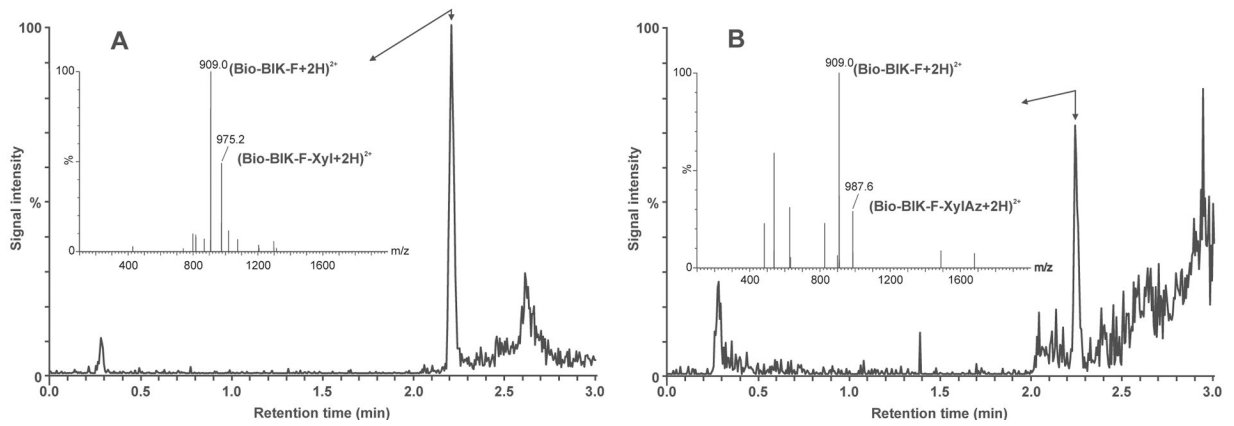 A
100
Signal intensity
%
0
0.0 0.5 1.0 1.5 2.0 2.5 3.0
Retention time (min)
100
%
0
909.0 (Bio-BIK-F+2H)²⁺
975.2
(Bio-BIK-F-Xyl+2H)²⁺
400 800 1200 1600
m/z
B
100
Signal intensity
%
0
0.0 0.5 1.0 1.5 2.0 2.5 3.0
Retention time (min)
100
%
0
909.0
(Bio-BIK-F+2H)²⁺
987.6
(Bio-BIK-F-XylAz+2H)²⁺
400 800 1200 1600
m/z